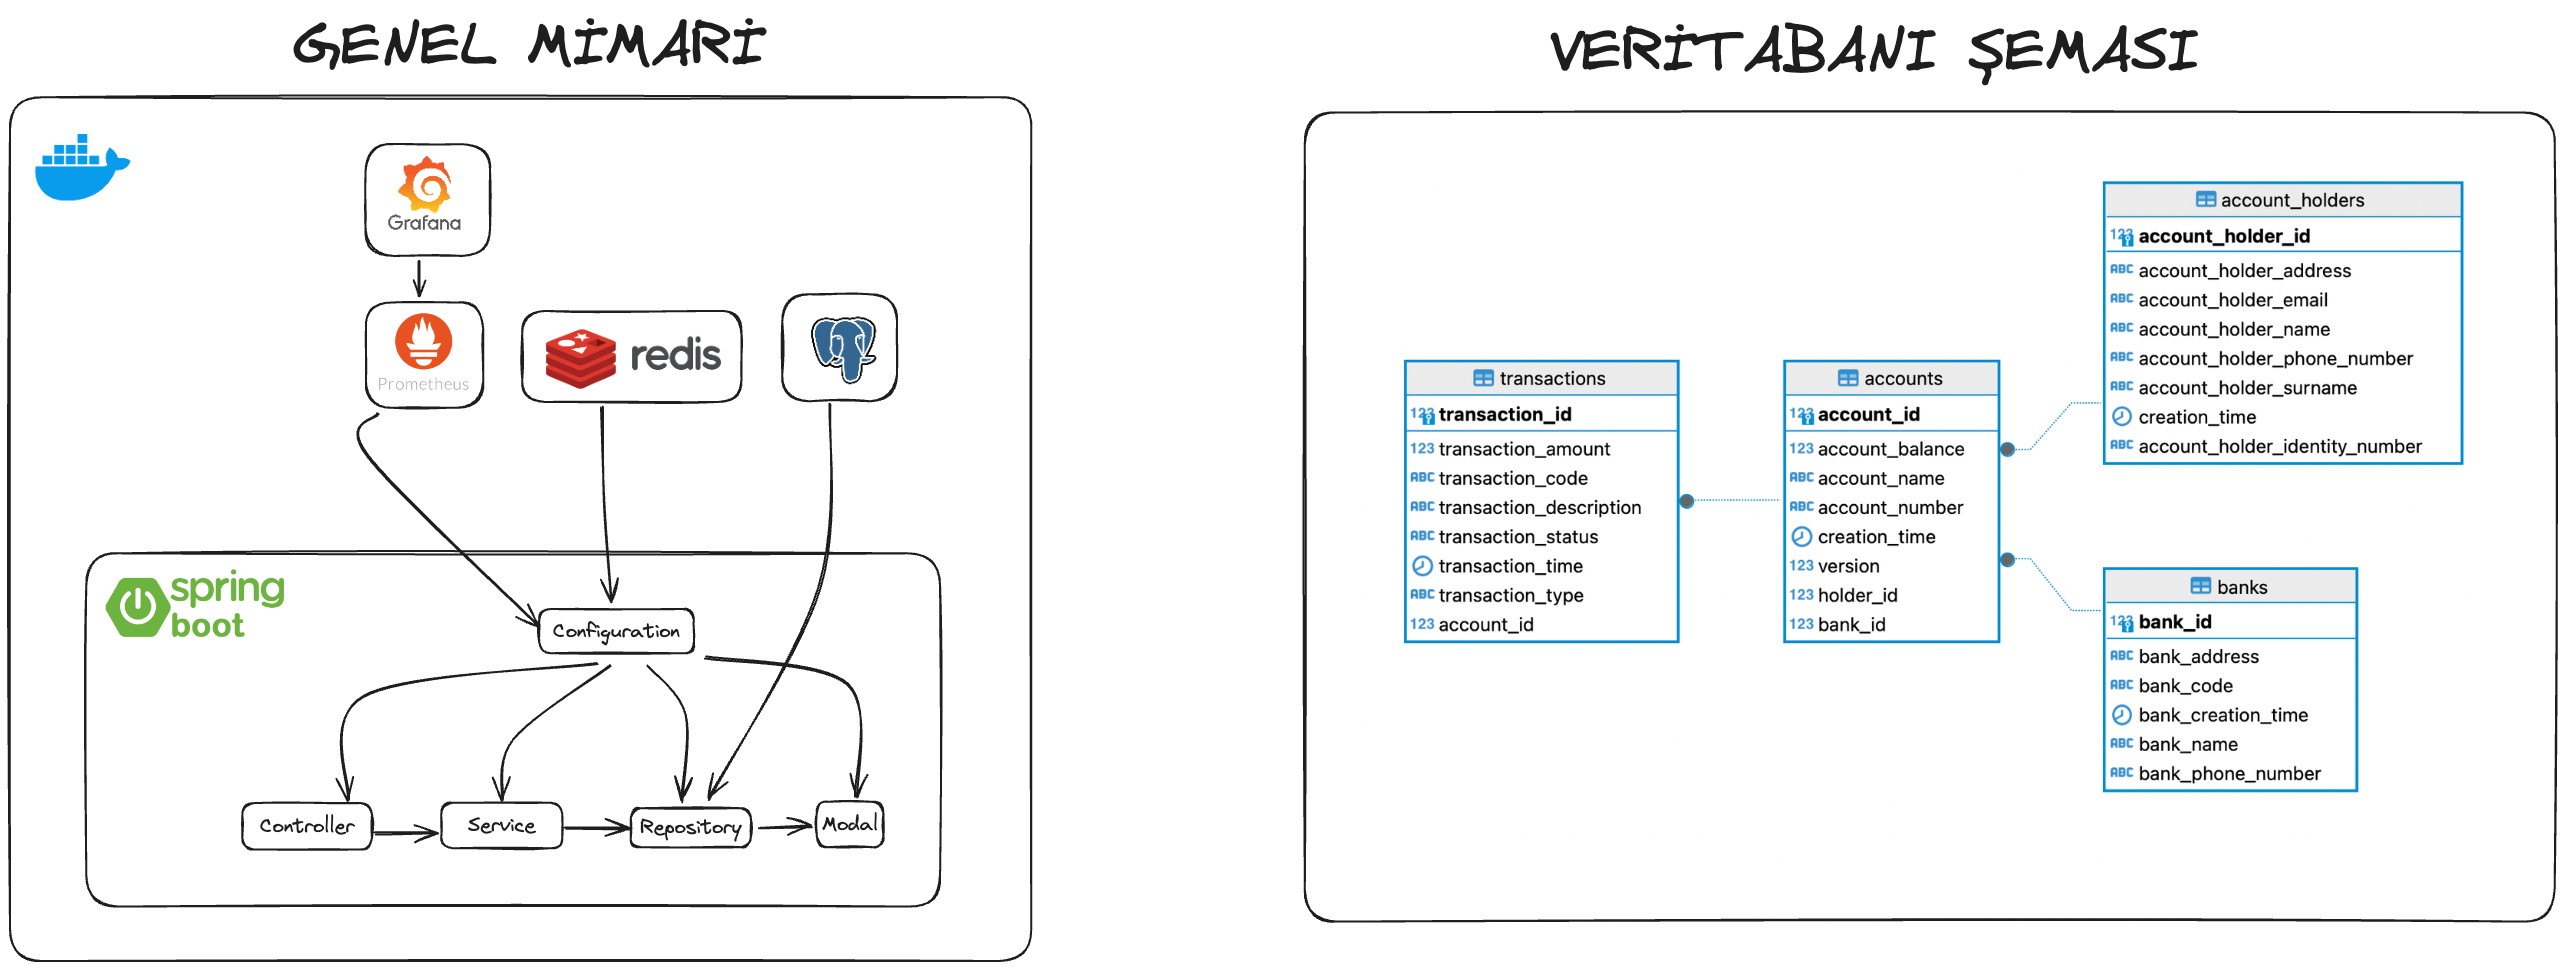 GENEL MİMARİ
Grafana
Prometheus
redis
spring
boot
Configuration
Controller
Service
Repository
Modal
VERİTABANI ŞEMASI
transactions
123 transaction_id
123 transaction_amount
ABC transaction_code
ABC transaction_description
ABC transaction_status
transaction_time
ABC transaction_type
123 account_id
accounts
123 account_id
123 account_balance
ABC account_name
ABC account_number
creation_time
123 version
123 holder_id
123 bank_id
account_holders
123 account_holder_id
ABC account_holder_address
ABC account_holder_email
ABC account_holder_name
ABC account_holder_phone_number
ABC account_holder_surname
creation_time
ABC account_holder_identity_number
banks
123 bank_id
ABC bank_address
ABC bank_code
bank_creation_time
ABC bank_name
ABC bank_phone_number